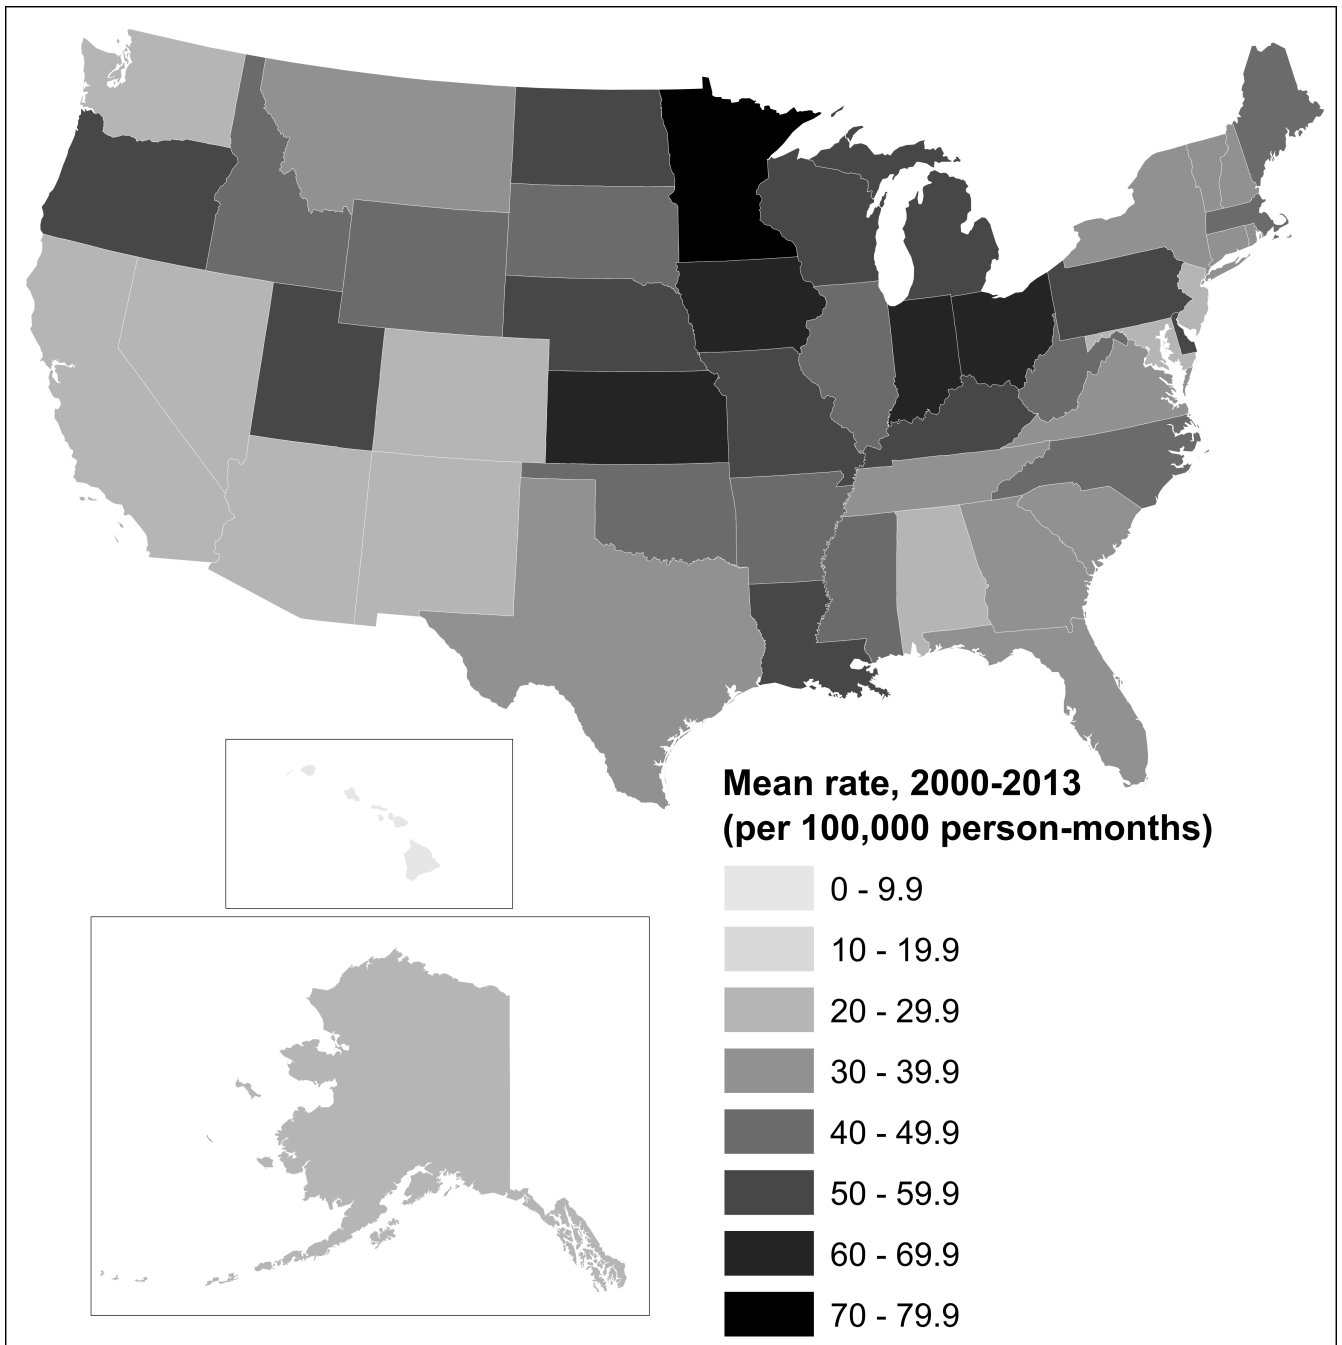 Mean rate, 2000-2013
(per 100,000 person-months)
0 - 9.9
10 - 19.9
20 - 29.9
30 - 39.9
40 - 49.9
50 - 59.9
60 - 69.9
70 - 79.9